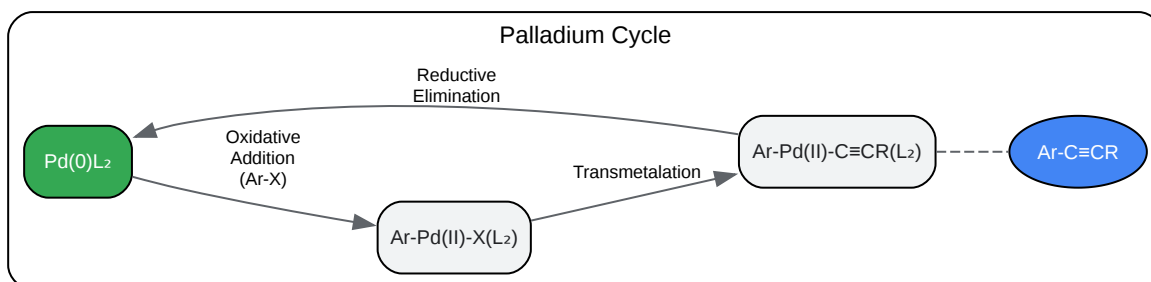 Palladium Cycle
Reductive
Elimination
Oxidative
Addition
(Ar-X)
Pd(0)L₂
Transmetalation
Ar-Pd(II)-C≡CR(L₂)
Ar-C≡CR
Ar-Pd(II)-X(L₂)